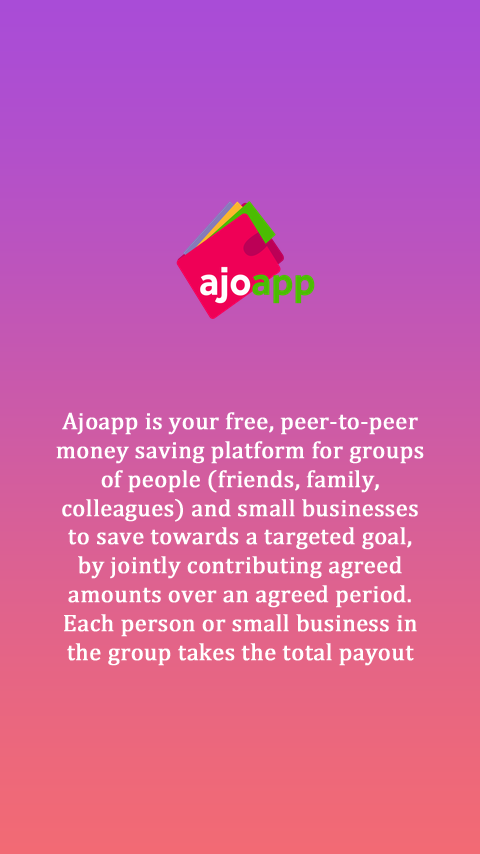 ajoapp
Ajoapp is your free, peer-to-peer
money saving platform for groups
of people (friends, family,
colleagues) and small businesses
to save towards a targeted goal,
by jointly contributing agreed
amounts over an agreed period.
Each person or small business in
the group takes the total payout